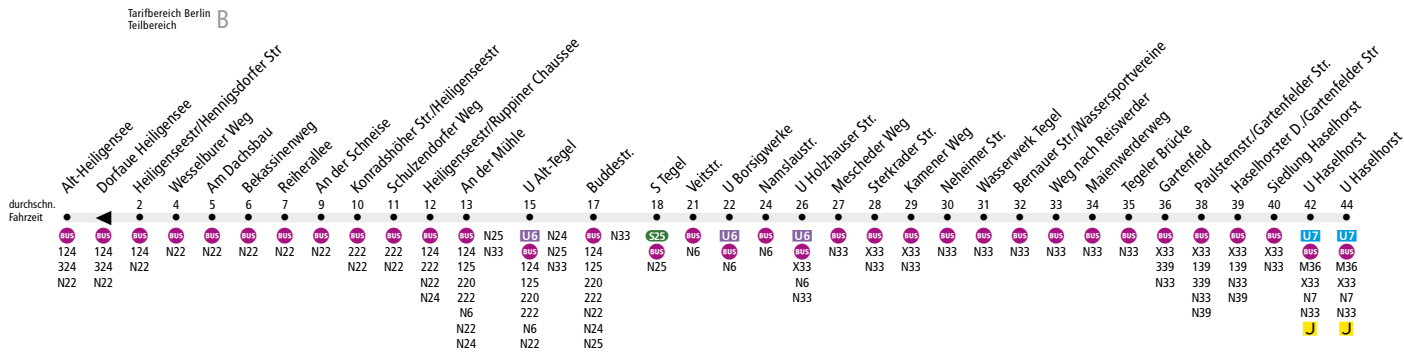 Tarifbereich Berlin
Teilbereich B
Alt-Heiligensee
Dorfaue Heiligensee
Heiligenseestr/Hennigsdorfer Str
Wesselburer Weg
Am Dachsbau
Bekassinenweg
Reiherallee
An der Schneise
Konradshöher Str./Heiligenseestr
Schulzendorfer Weg
Heiligenseestr/Ruppiner Chaussee
An der Mühle
U Alt-Tegel
Buddestr.
S Tegel
Veitstr.
U Borsigwerke
Namslaustr.
U Holzhauser Str.
Mescheder Weg
Sterkrader Str.
Kamener Weg
Neheimer Str.
Wasserwerk Tegel
Bernauer Str/Wassersportvereine
Weg nach Reiswerder
Maienwerderweg
Tegeler Brücke
Gartenfeld
Paulsternstr./Gartenfelder Str.
Haselhorster D./Gartenfelder Str
Siedlung Haselhorst
U Haselhorst
U Haselhorst
durchschn. 2 4 5 6 7 9 10 11 12 13 15 17 18 21 22 24 26 27 28 29 30 31 32 33 34 35 36 38 39 40 42 44
Fahrzeit
BUS BUS BUS BUS BUS BUS BUS BUS BUS BUS BUS BUS N25 U6 N24 BUS N33 S25 BUS U6 BUS U6 BUS BUS BUS BUS BUS BUS BUS BUS BUS BUS BUS BUS BUS U7 U7
124 124 124 N22 N22 N22 N22 N22 222 222 124 124 N33 BUS N25 124 BUS N6 BUS N6 BUS N33 X33 X33 N33 N33 N33 N33 N33 N33 X33 X33 X33 X33 BUS BUS
324 324 N22 N22 N22 222 125 124 N33 125 N25 N6 X33 N33 N33 339 139 139 N33 M36 M36
N22 N22 N22 220 125 220 N6 N33 339 N33 X33 X33
N24 222 220 222 N33 N33 N39 N7 N7
N6 222 N22 N39 N33 N33
N22 N6 N24 J J
N24 N22 N25